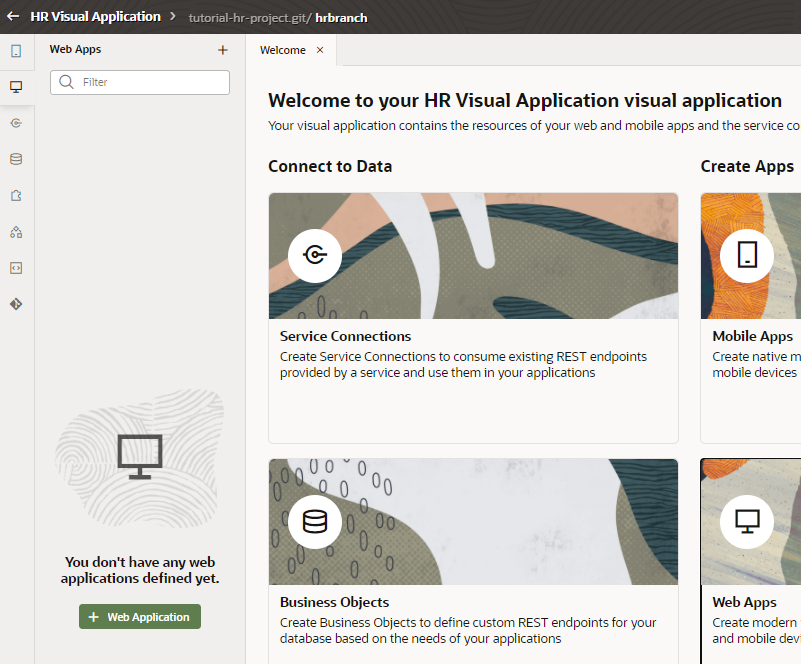 HR Visual Application > tutorial-hr-project.git/ hrbranch
Web Apps
Filter
Welcome
Welcome to your HR Visual Application visual application
Your visual application contains the resources of your web and mobile apps and the service co
Connect to Data
Create Apps
Service Connections
Create Service Connections to consume existing REST endpoints
provided by a service and use them in your applications
Mobile Apps
Create native m
mobile devices
You don't have any web
applications defined yet.
+ Web Application
Business Objects
Create Business Objects to define custom REST endpoints for your
database based on the needs of your applications
Web Apps
Create modern
and mobile devi